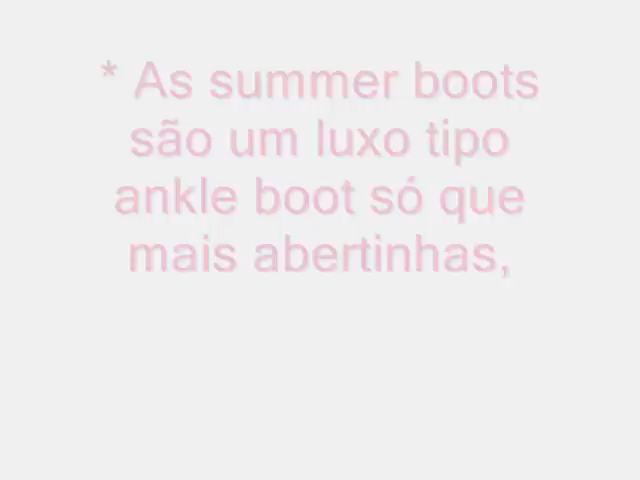 * As summer boots
são um luxo tipo
ankle boot só que
mais abertinhas,